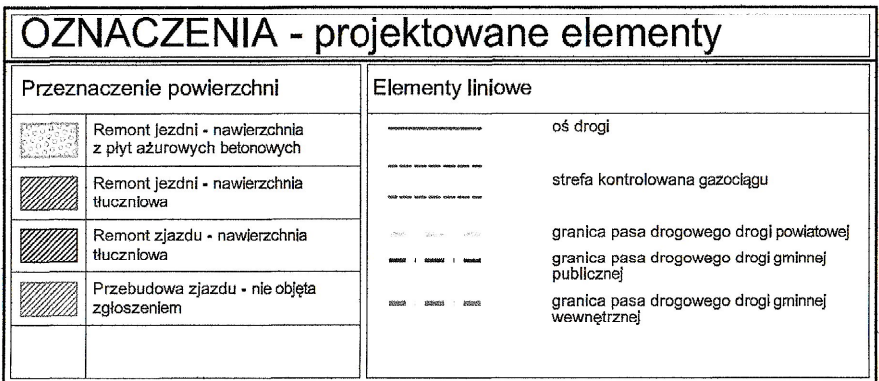 OZNACZENIA - projektowane elementy
Przeznaczenie powierzchni
Remont jezdni - nawierzchnia
z płyt ażurowych betonowych
Remont jezdni - nawierzchnia
tłuczniowa
Remont zjazdu - nawierzchnia
tłuczniowa
Przebudowa zjazdu - nie objęta
zgłoszeniem
Elementy liniowe
oś drogi
strefa kontrolowana gazociągu
granica pasa drogowego drogi powiatowej
granica pasa drogowego drogi gminnej
publicznej
granica pasa drogowego drogi gminnej
wewnętrznej